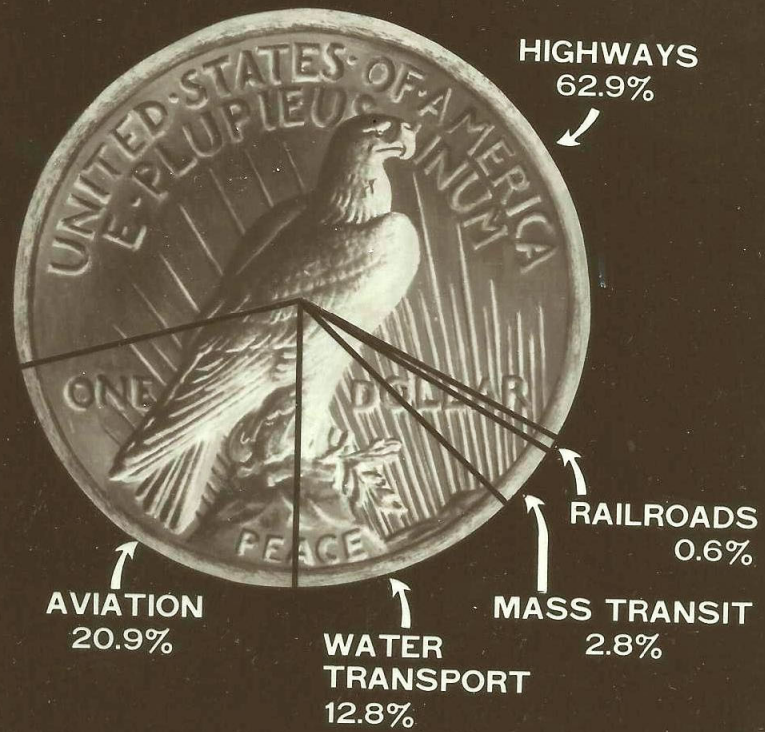 UNITED·STATES·OF·AMERICA
E·PLURIBUS UNUM
HIGHWAYS
62.9%
ONE DOLLAR
PEACE
RAILROADS
0.6%
MASS TRANSIT
2.8%
WATER
TRANSPORT
12.8%
AVIATION
20.9%